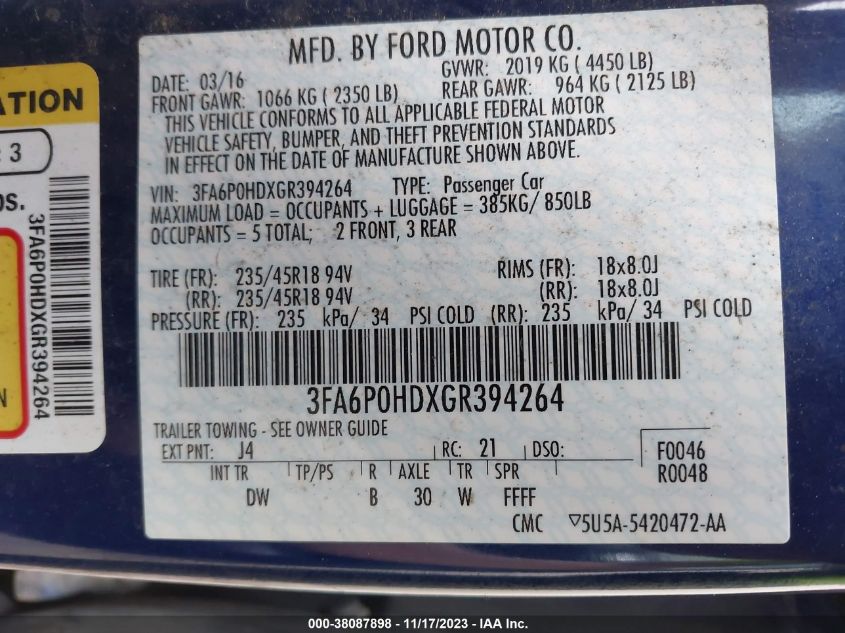 MFD. BY FORD MOTOR CO.
DATE: 03/16
GVWR: 2019 KG ( 4450 LB)
FRONT GAWR: 1066 KG ( 2350 LB)
REAR GAWR: 964 KG ( 2125 LB)
THIS VEHICLE CONFORMS TO ALL APPLICABLE FEDERAL MOTOR
VEHICLE SAFETY, BUMPER, AND THEFT PREVENTION STANDARDS
IN EFFECT ON THE DATE OF MANUFACTURE SHOWN ABOVE.
VIN: 3FA6P0HDXGR394264 TYPE: Passenger Car
MAXIMUM LOAD = OCCUPANTS + LUGGAGE = 385KG/ 850LB
OCCUPANTS = 5 TOTAL; 2 FRONT, 3 REAR
TIRE (FR): 235/45R18 94V RIMS (FR): 18x8.0J
(RR): 235/45R18 94V (RR): 18x8.0J
PRESSURE (FR): 235 kPa/ 34 PSI COLD (RR): 235 kPa/ 34 PSI COLD
3FA6P0HDXGR394264
TRAILER TOWING - SEE OWNER GUIDE
EXT PNT: J4 RC: 21 DSO: F0046
R0048
INT TR TP/PS R AXLE TR SPR
DW B 30 W FFFF
CMC 5U5A-5420472-AA
ATION
: 3
OS.
3FA6P0HDXGR394264
N
000-38087898 - 11/17/2023 - IAA Inc.